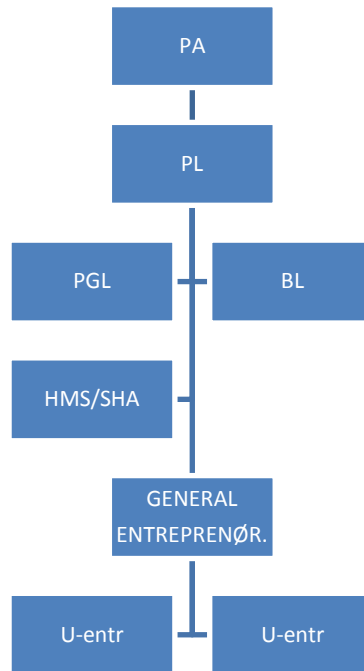 PA
PL
PGL
BL
HMS/SHA
GENERAL
ENTREPRENØR.
U-entr
U-entr